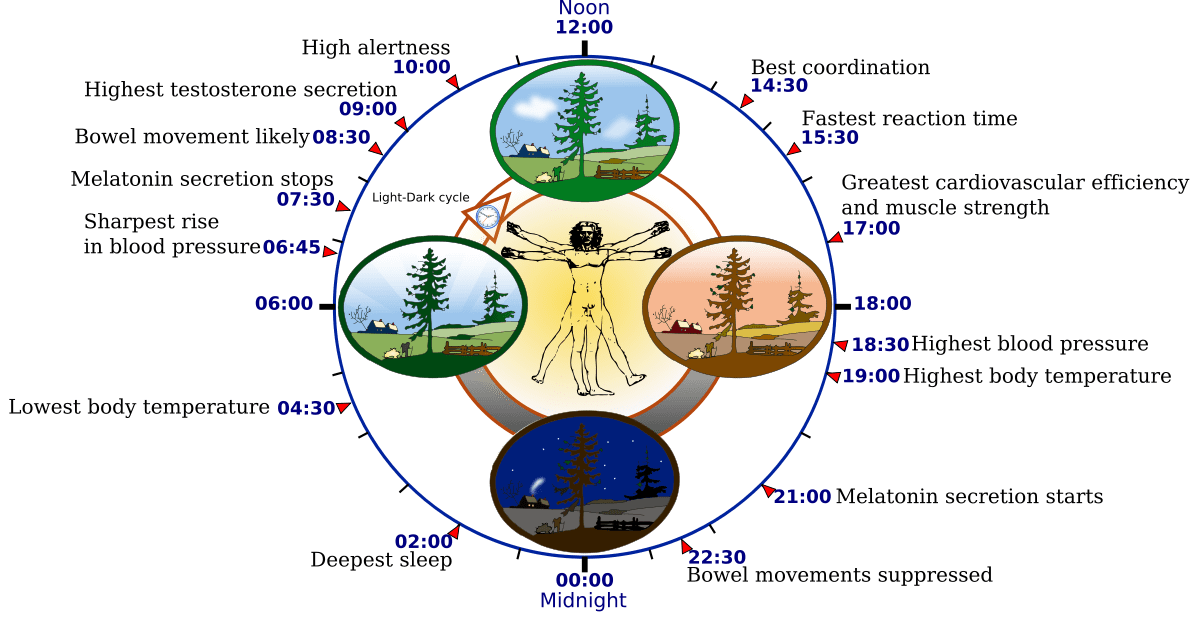 Noon
12:00
High alertness
10:00
Highest testosterone secretion
09:00
Bowel movement likely 08:30
Melatonin secretion stops
07:30
Sharpest rise
in blood pressure 06:45
06:00
Lowest body temperature 04:30
02:00
Deepest sleep
Light-Dark cycle
Best coordination
14:30
Fastest reaction time
15:30
Greatest cardiovascular efficiency
and muscle strength
17:00
18:00
18:30 Highest blood pressure
19:00 Highest body temperature
21:00 Melatonin secretion starts
22:30
Bowel movements suppressed
00:00
Midnight